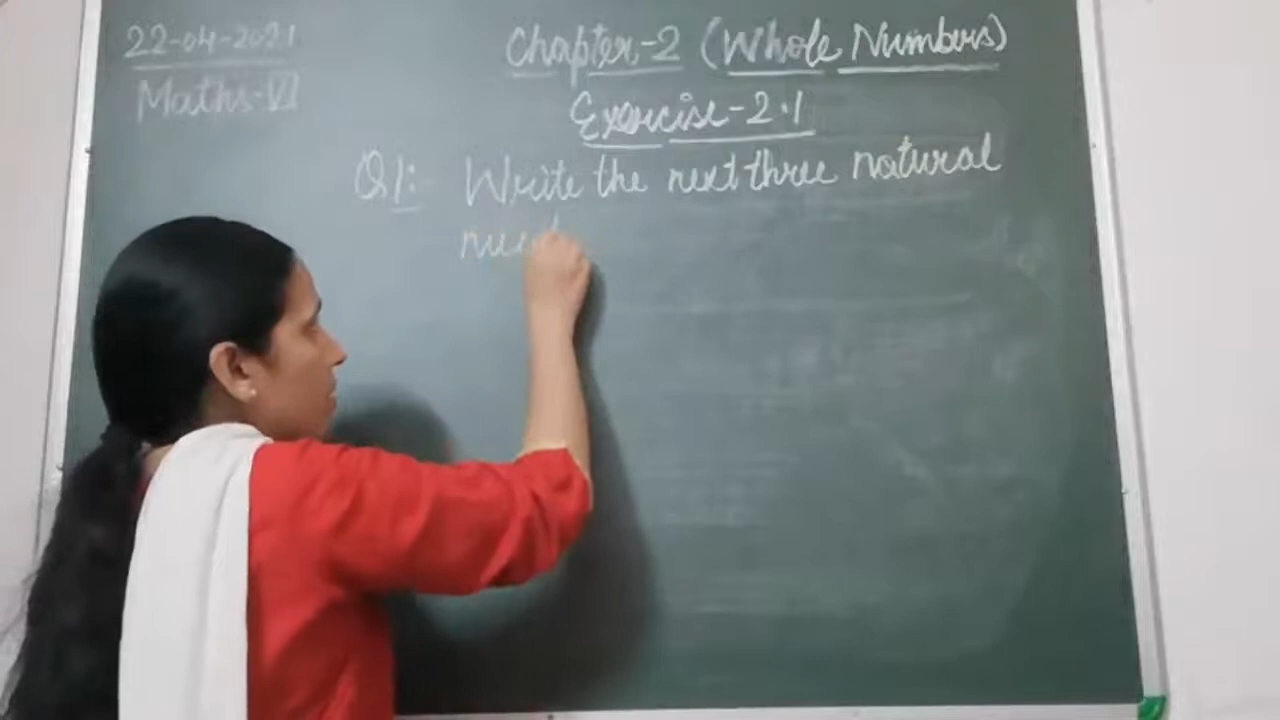 22-04-2021
Maths-VI
Chapter-2 (Whole Numbers)
Exercise-2.1
Q1:- Write the next three natural